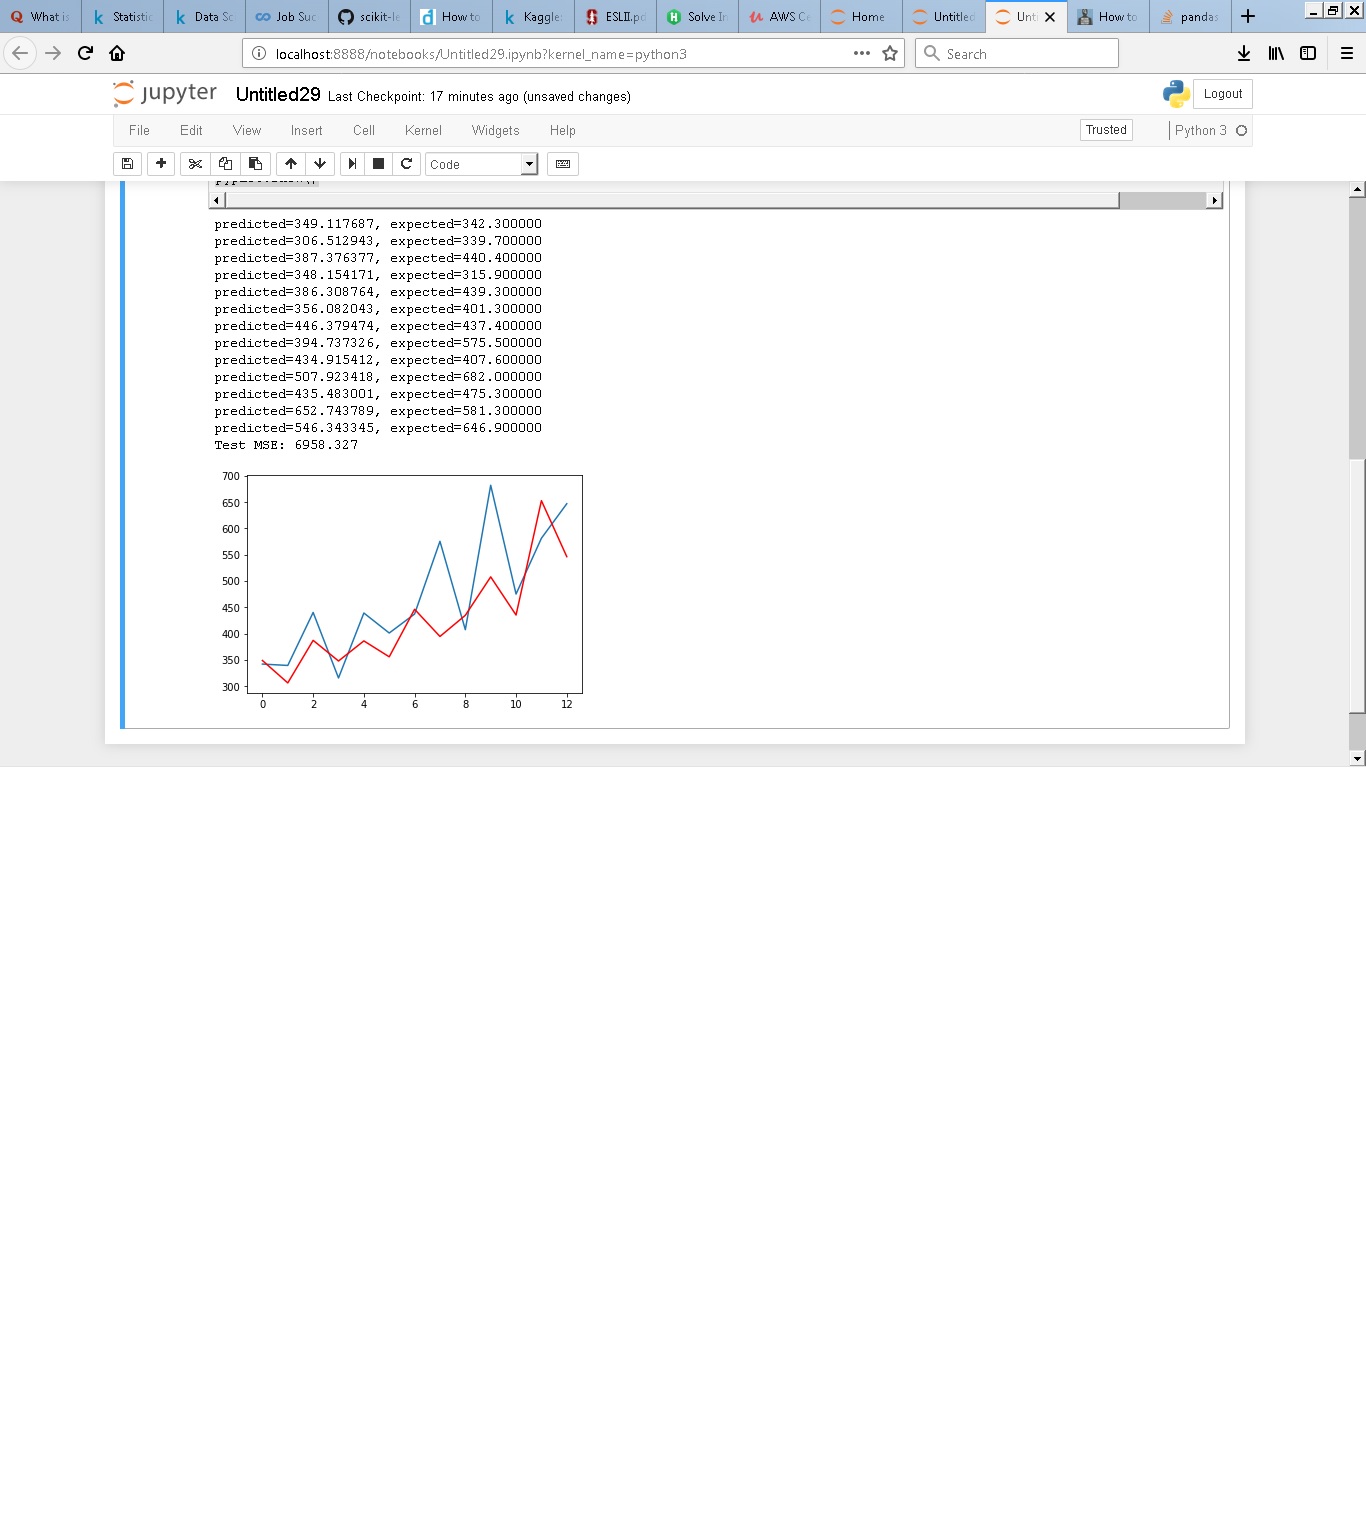 What is
Statistic
Data Sc
Job Suc
scikit-le
How to
Kaggle:
ESLII.pd
Solve In
AWS Ce
Home
Untitled
Unti
How to
pandas
localhost:8888/notebooks/Untitled29.ipynb?kernel_name=python3
Search
jupyter Untitled29 Last Checkpoint: 17 minutes ago (unsaved changes)
Logout
File Edit View Insert Cell Kernel Widgets Help
Trusted
Python 3
Code
predicted=349.117687, expected=342.300000
predicted=306.512943, expected=339.700000
predicted=387.376377, expected=440.400000
predicted=348.154171, expected=315.900000
predicted=386.308764, expected=439.300000
predicted=356.082043, expected=401.300000
predicted=446.379474, expected=437.400000
predicted=394.737326, expected=575.500000
predicted=434.915412, expected=407.600000
predicted=507.923418, expected=682.000000
predicted=435.483001, expected=475.300000
predicted=652.743789, expected=581.300000
predicted=546.343345, expected=646.900000
Test MSE: 6958.327
700
650
600
550
500
450
400
350
300
0 2 4 6 8 10 12